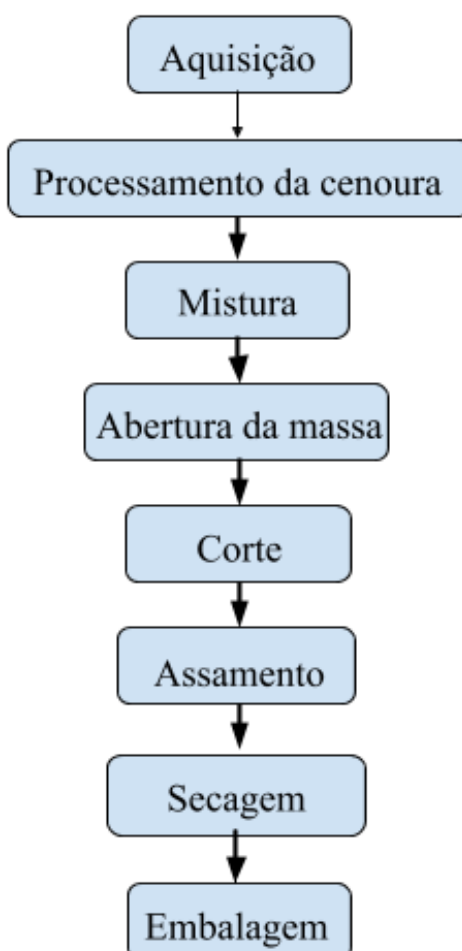 Aquisição
Processamento da cenoura
Mistura
Abertura da massa
Corte
Assamento
Secagem
Embalagem